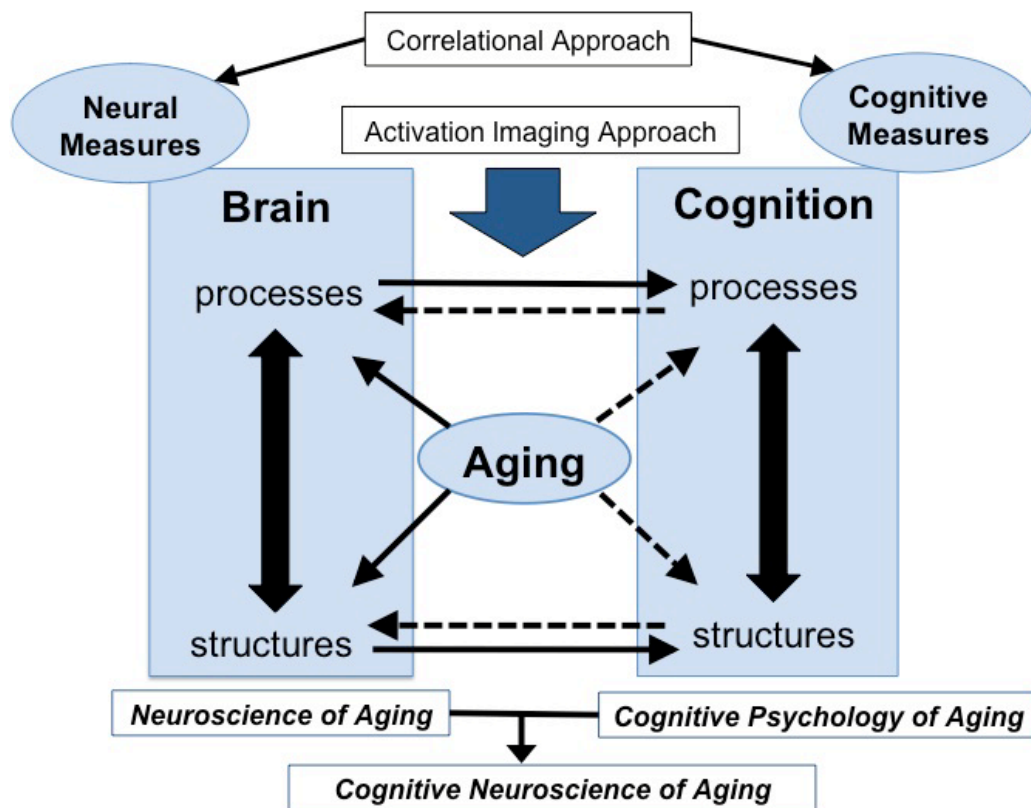 Correlational Approach
Neural
Measures
Cognitive
Measures
Activation Imaging Approach
Brain
Cognition
processes
processes
Aging
structures
structures
Neuroscience of Aging
Cognitive Psychology of Aging
Cognitive Neuroscience of Aging